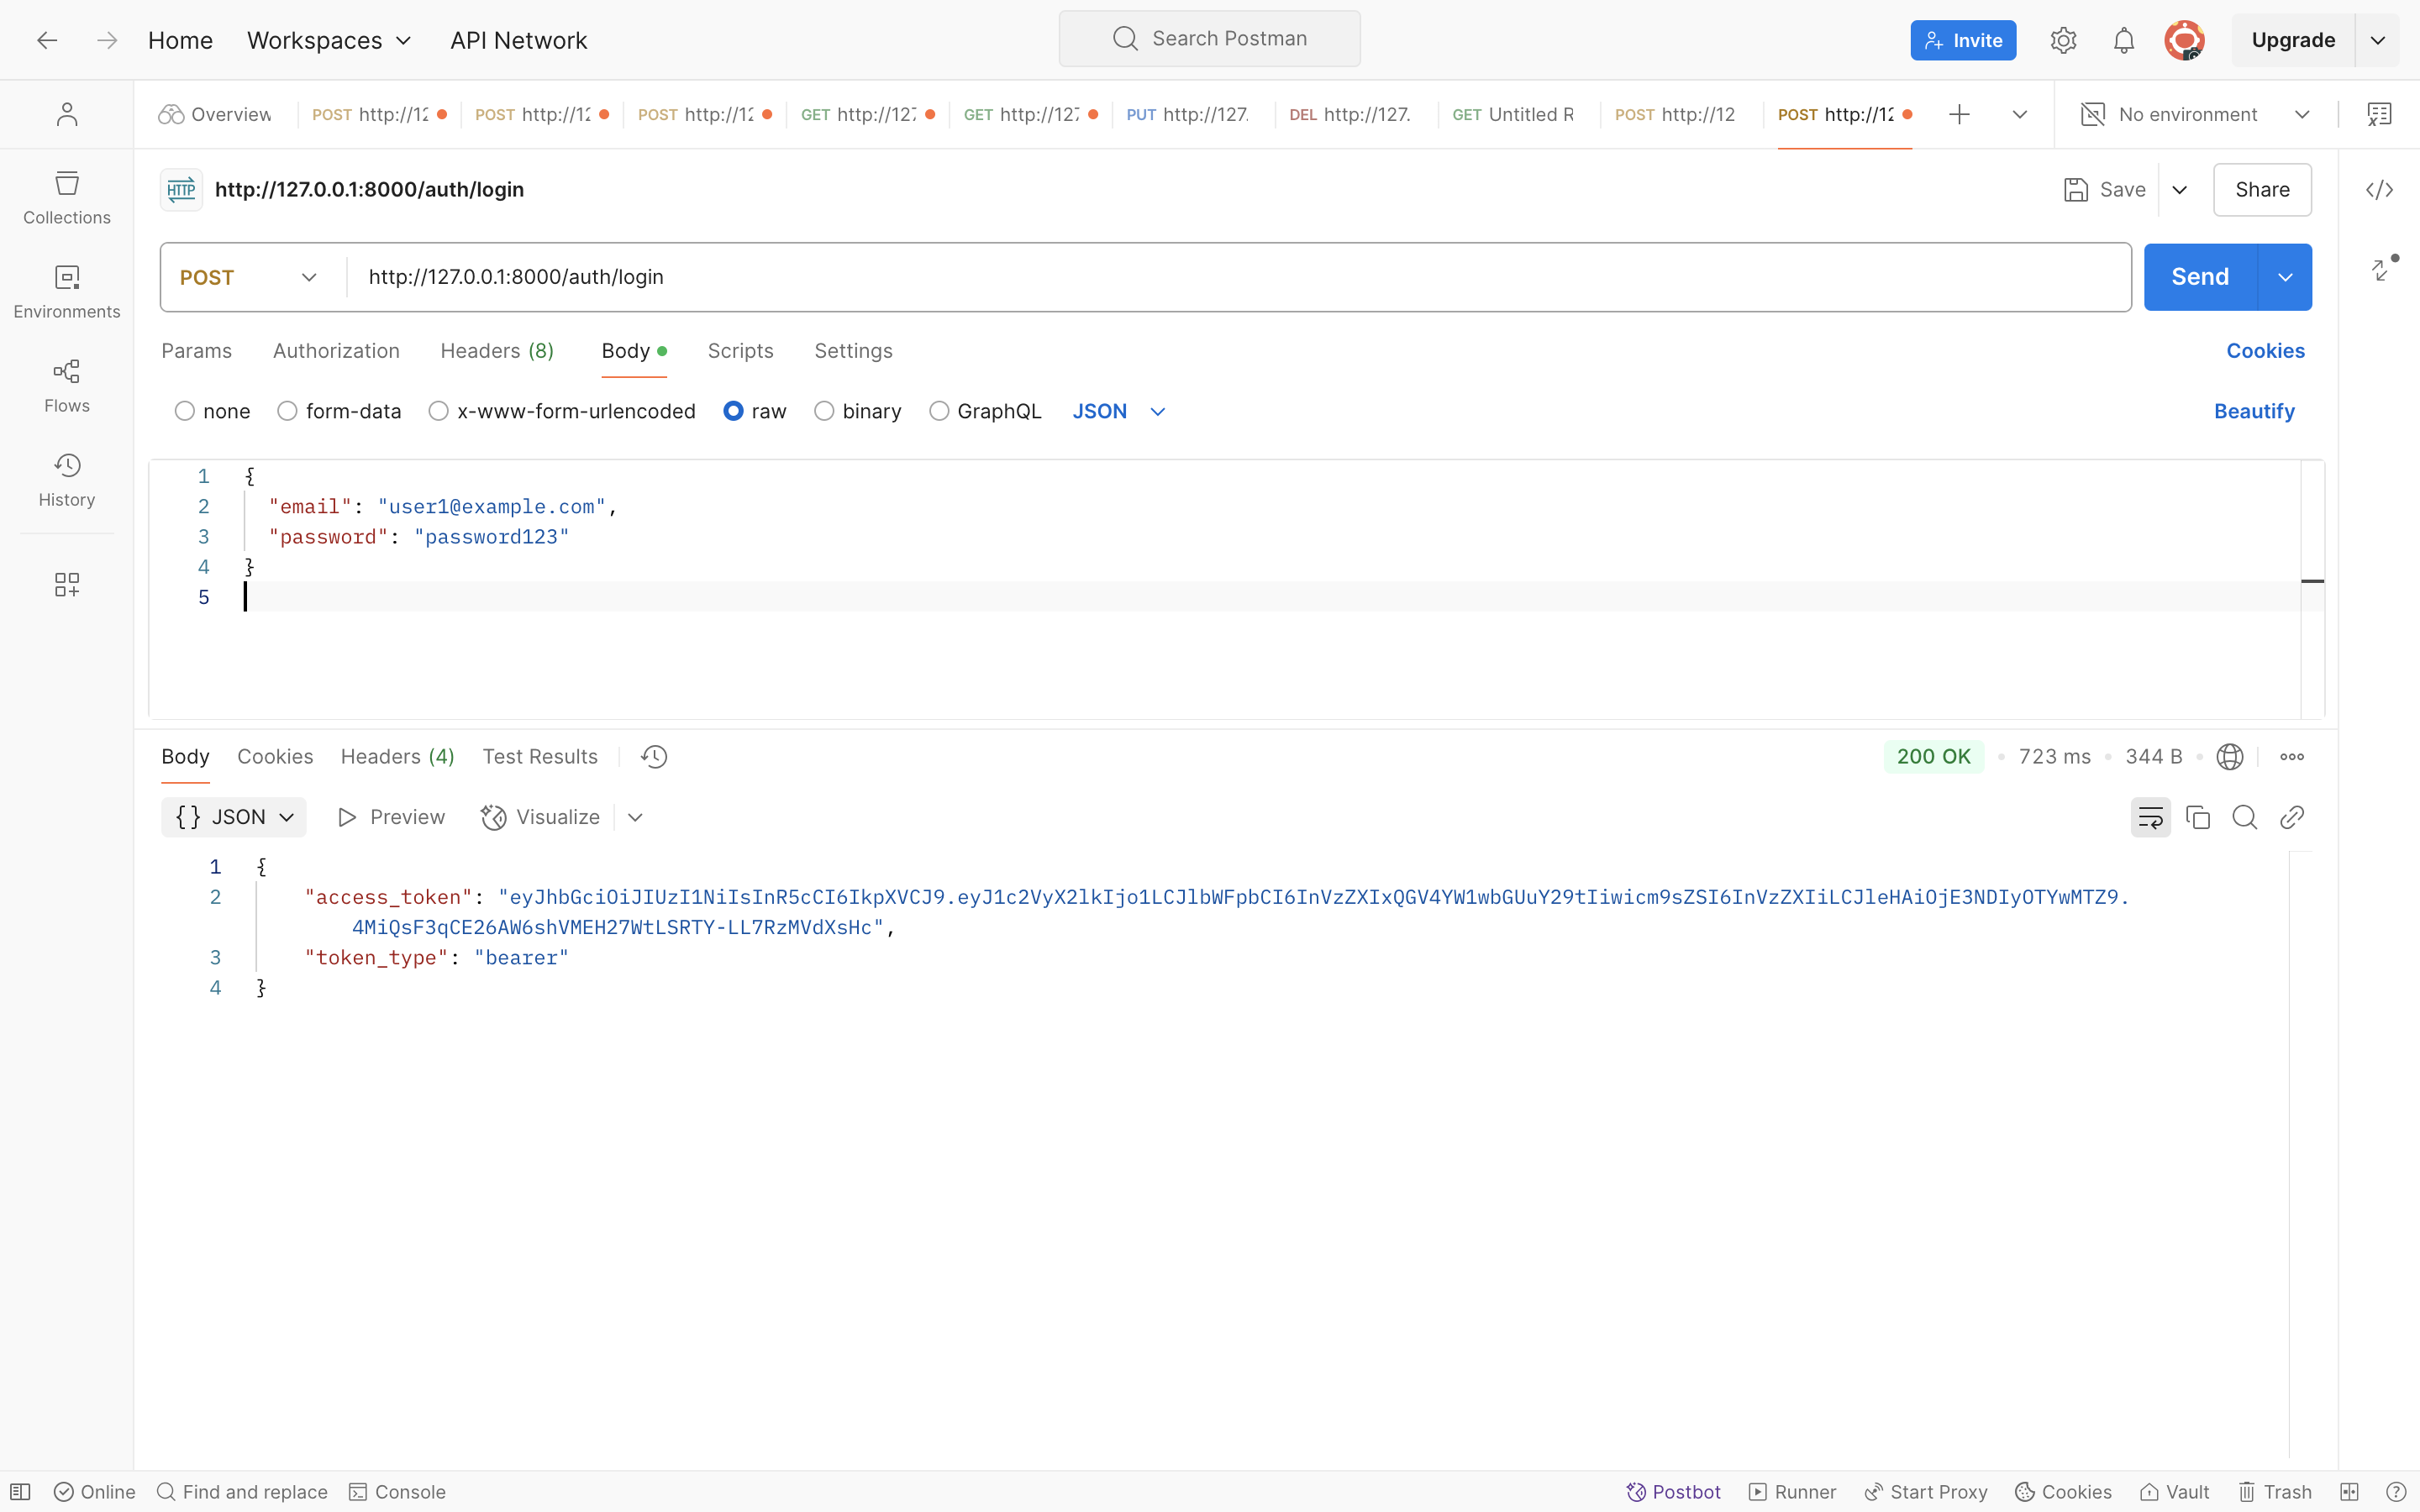 Home Workspaces API Network Search Postman Invite Upgrade
Overview POST http://12 POST http://12 POST http://12 GET http://127 GET http://127 PUT http://127. DEL http://127. GET Untitled R POST http://12 POST http://12 No environment
HTTP http://127.0.0.1:8000/auth/login Save Share
Collections
Environments
Flows
History
POST http://127.0.0.1:8000/auth/login Send
Params Authorization Headers (8) Body Scripts Settings Cookies
none form-data x-www-form-urlencoded raw binary GraphQL JSON Beautify
1 {
2 "email": "user1@example.com",
3 "password": "password123"
4 }
5
Body Cookies Headers (4) Test Results 200 OK 723 ms 344 B
{} JSON Preview Visualize
1 {
2 "access_token": "eyJhbGciOiJIUzI1NiIsInR5cCI6IkpXVCJ9.eyJ1c2VyX2lkIjo1LCJlbWFpbCI6InVzZXIxQGV4YW1wbGUuY29tIiwicm9sZSI6InVzZXIiLCJleHAiOjE3NDIyOTYwMTZ9.
4MiQsF3qCE26AW6shVMEH27WtLSRTY-LL7RzMVdXsHc",
3 "token_type": "bearer"
4 }
Online Find and replace Console Postbot Runner Start Proxy Cookies Vault Trash